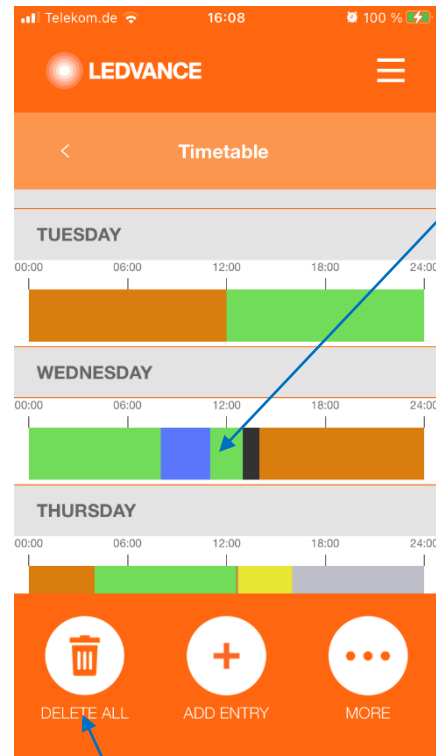 Telekom.de 16:08 100 %
LEDVANCE
Timetable
TUESDAY
00:00 06:00 12:00 18:00 24:00
WEDNESDAY
00:00 06:00 12:00 18:00 24:00
THURSDAY
00:00 06:00 12:00 18:00 24:00
DELETE ALL ADD ENTRY MORE